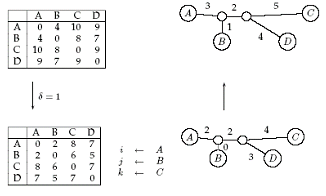 A B C D
A 0 4 10 9
B 4 0 8 7
C 10 8 0 9
D 9 7 9 0
3 2 5
A C
1 4
B D
δ = 1
A B C D
A 0 2 8 7
B 2 0 6 5
C 8 6 0 7
D 7 5 7 0
i ← A
j ← B
k ← C
2 2 4
A C
0 3
B D